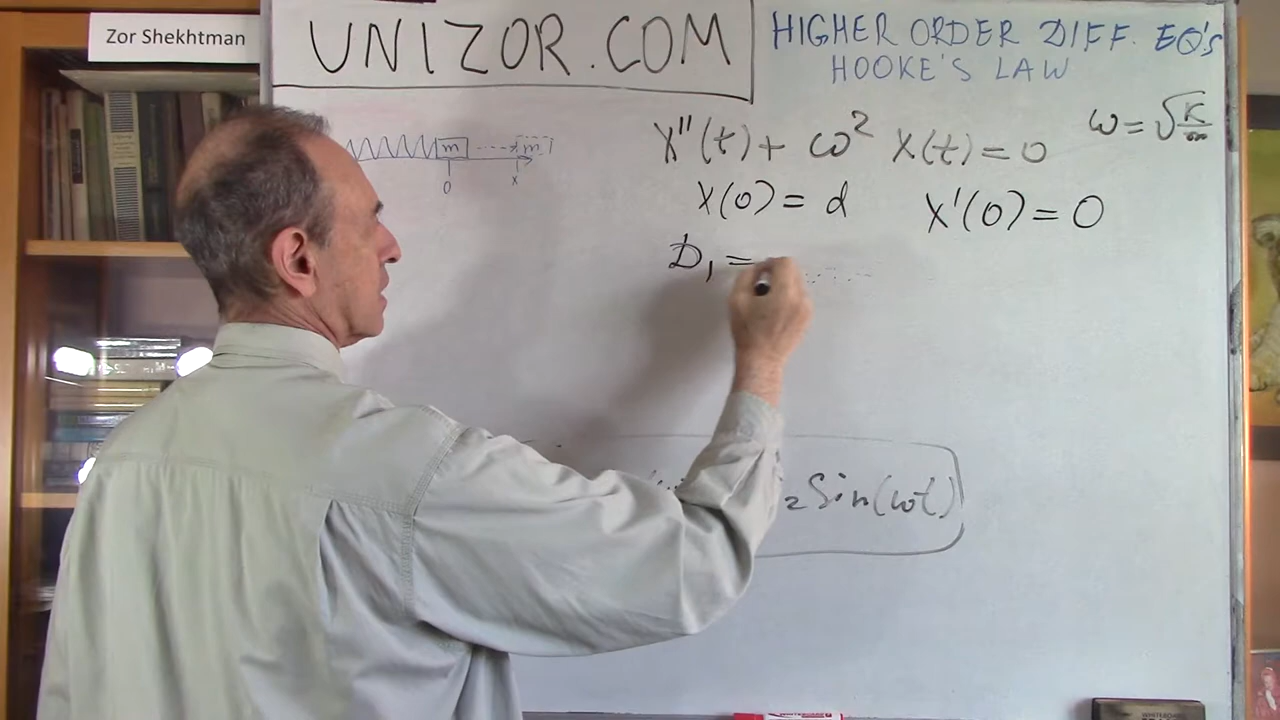 Zor Shekhtman
UNIZOR.COM
HIGHER ORDER DIFF. EQ'S
HOOKE'S LAW
m
m
0
x
X''(t) + ω² X(t) = 0
ω = √K/m
X(0) = d
X'(0) = 0
D₁ =
₂ Sin(ωt)